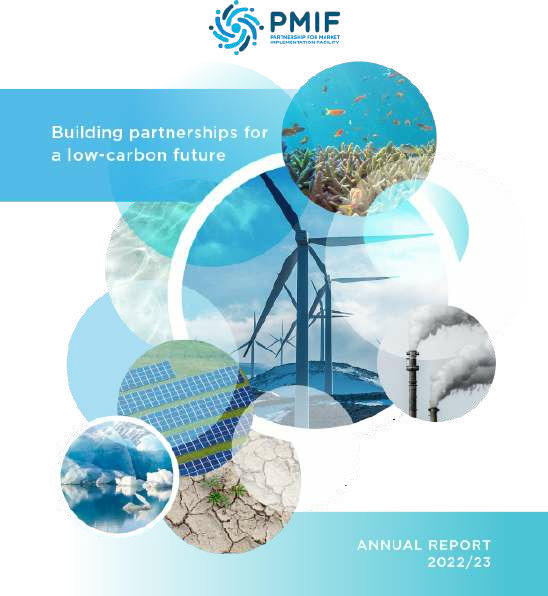 PMIF
PARTNERSHIP FOR MARKET
IMPLEMENTATION FACILITY
Building partnerships for
a low-carbon future
ANNUAL REPORT
2022/23